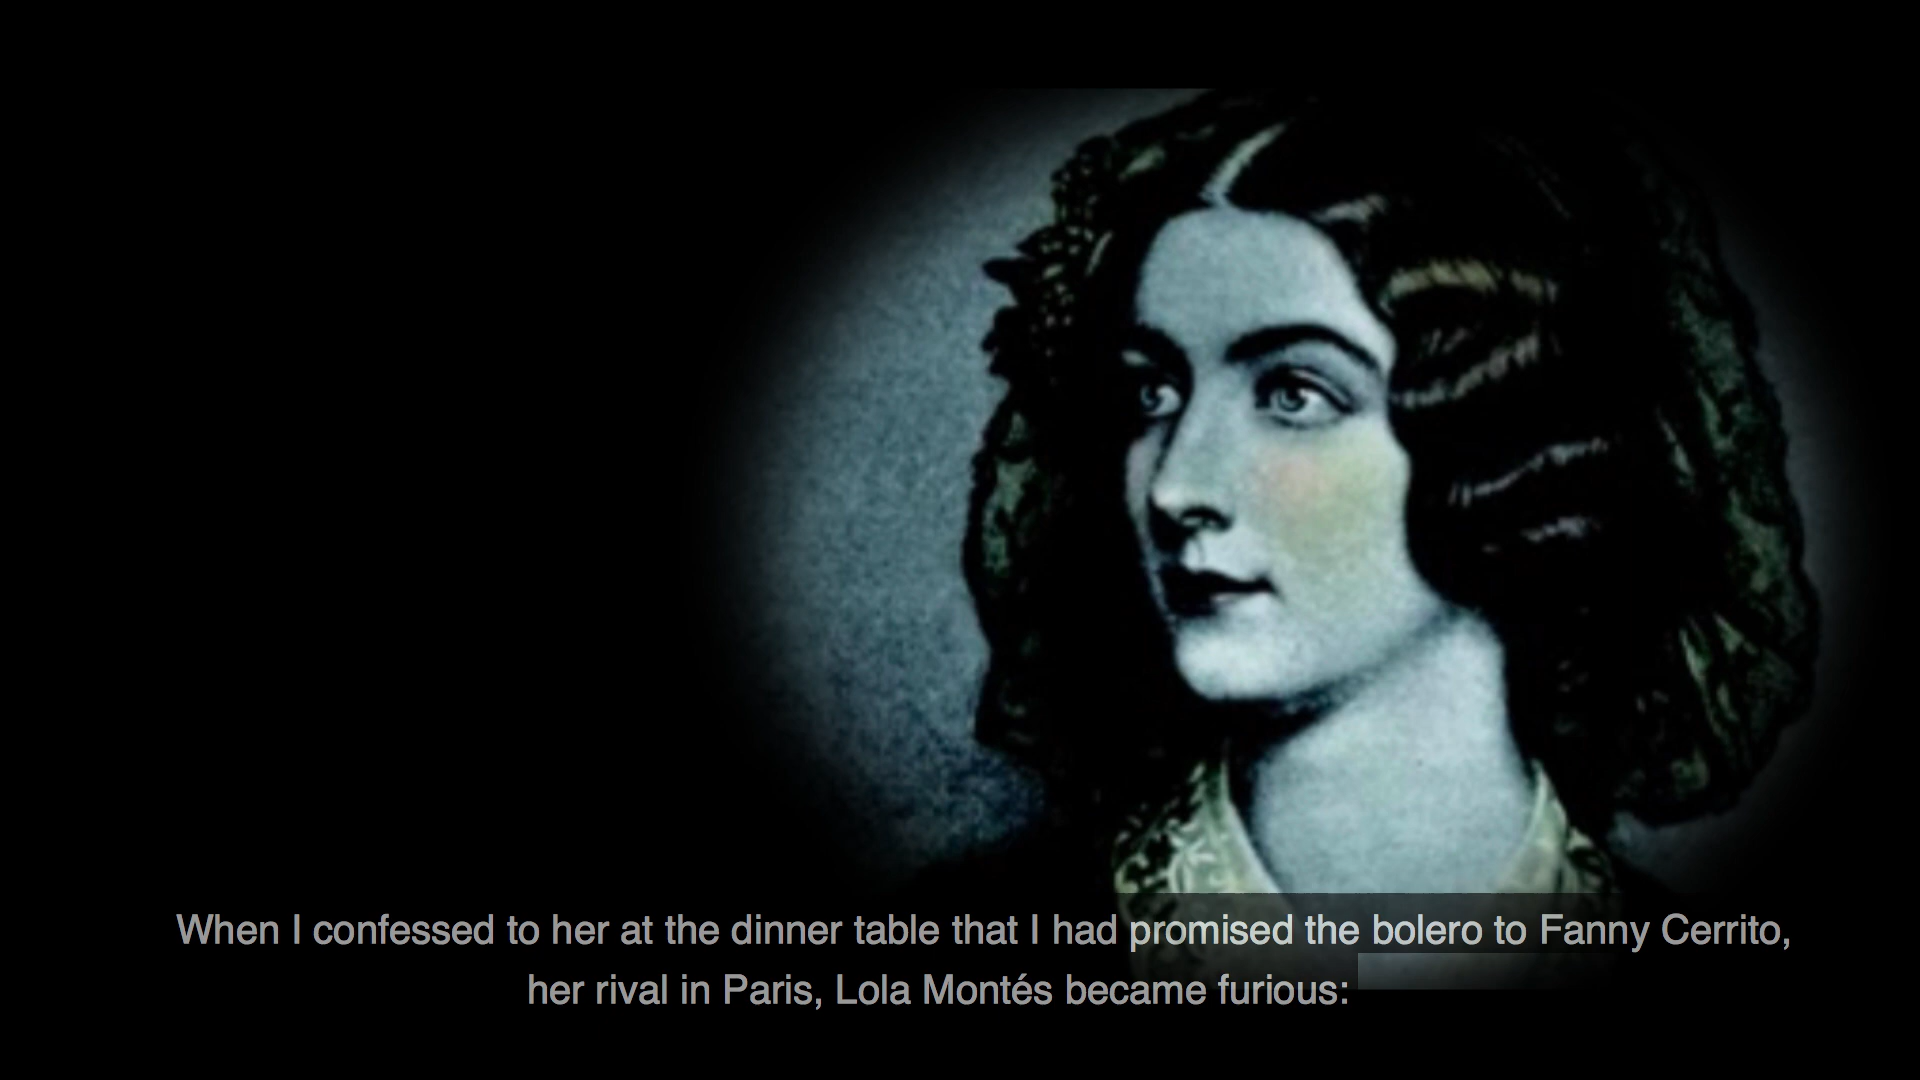 When I confessed to her at the dinner table that I had promised the bolero to Fanny Cerrito,
her rival in Paris, Lola Montés became furious: